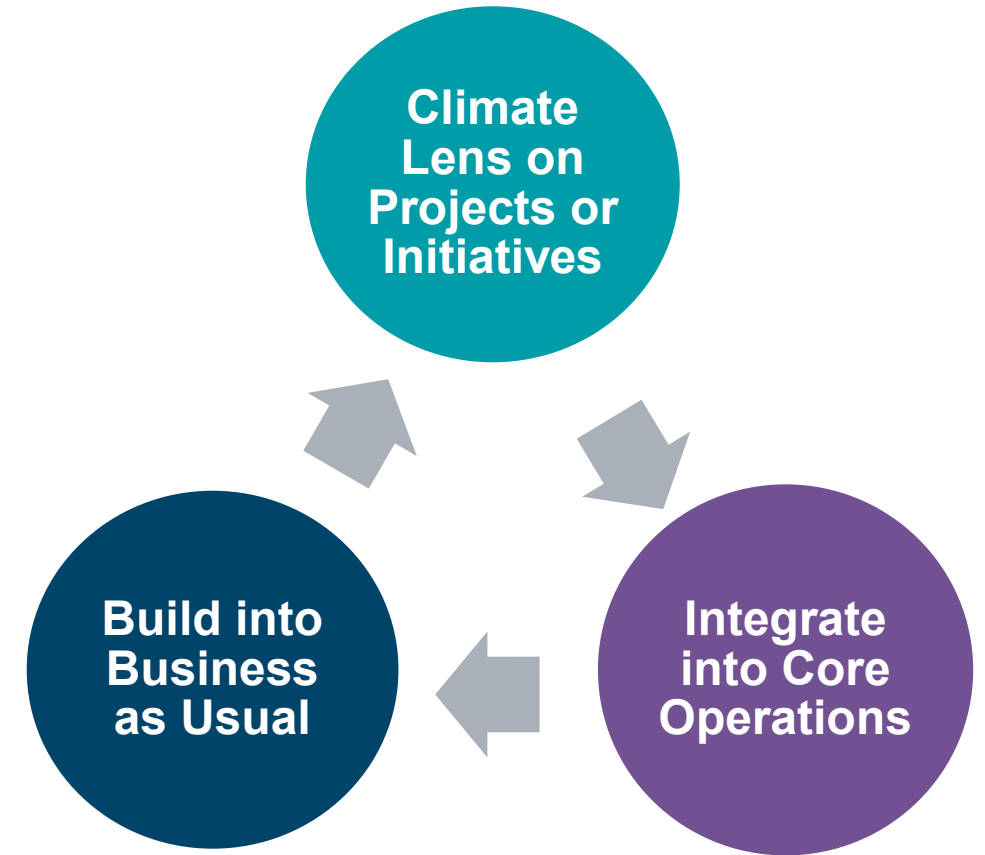 Climate
Lens on
Projects or
Initiatives
Integrate
into Core
Operations
Build into
Business
as Usual